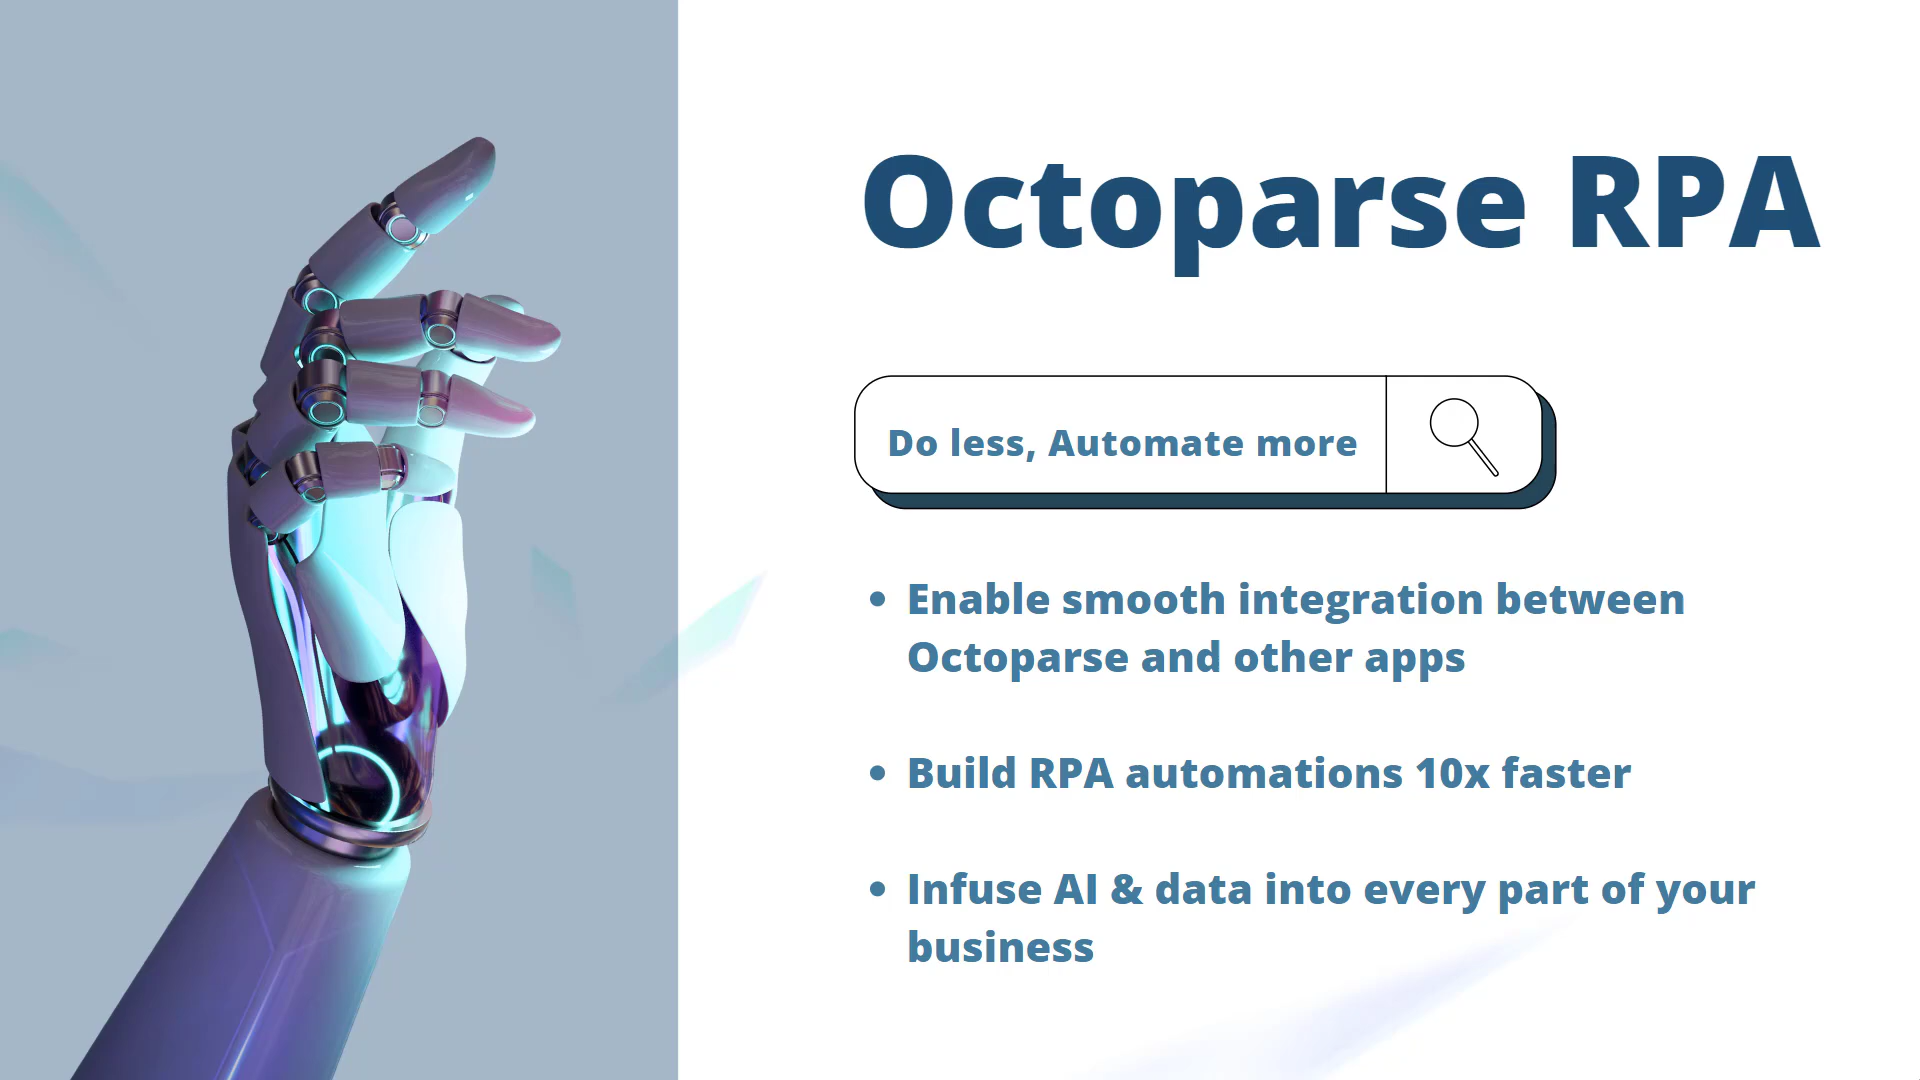 Octoparse RPA
Do less, Automate more
• Enable smooth integration between
Octoparse and other apps
• Build RPA automations 10x faster
• Infuse AI & data into every part of your
business